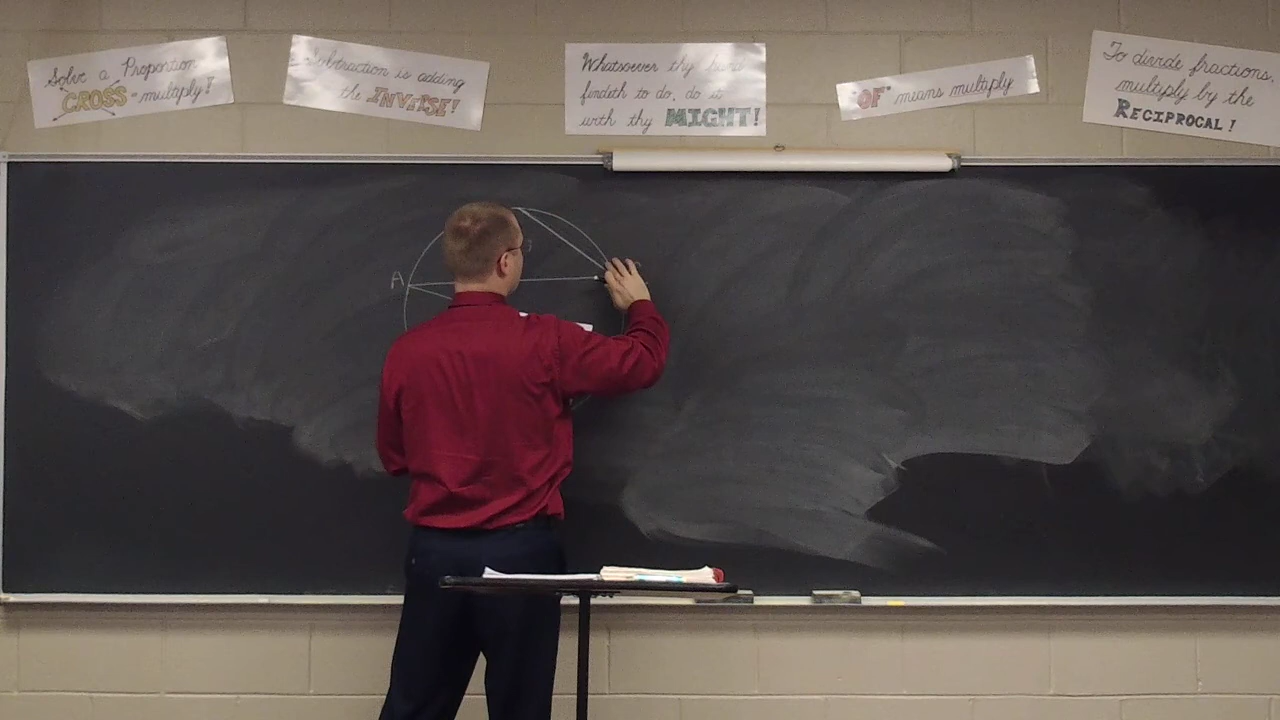 Solve a Proportion
CROSS-multiply!
Subtraction is adding
the INVERSE!
Whatsoever thy hand
findeth to do, do it
with thy MIGHT!
"OF" means multiply
To divide fractions,
multiply by the
RECIPROCAL!
A